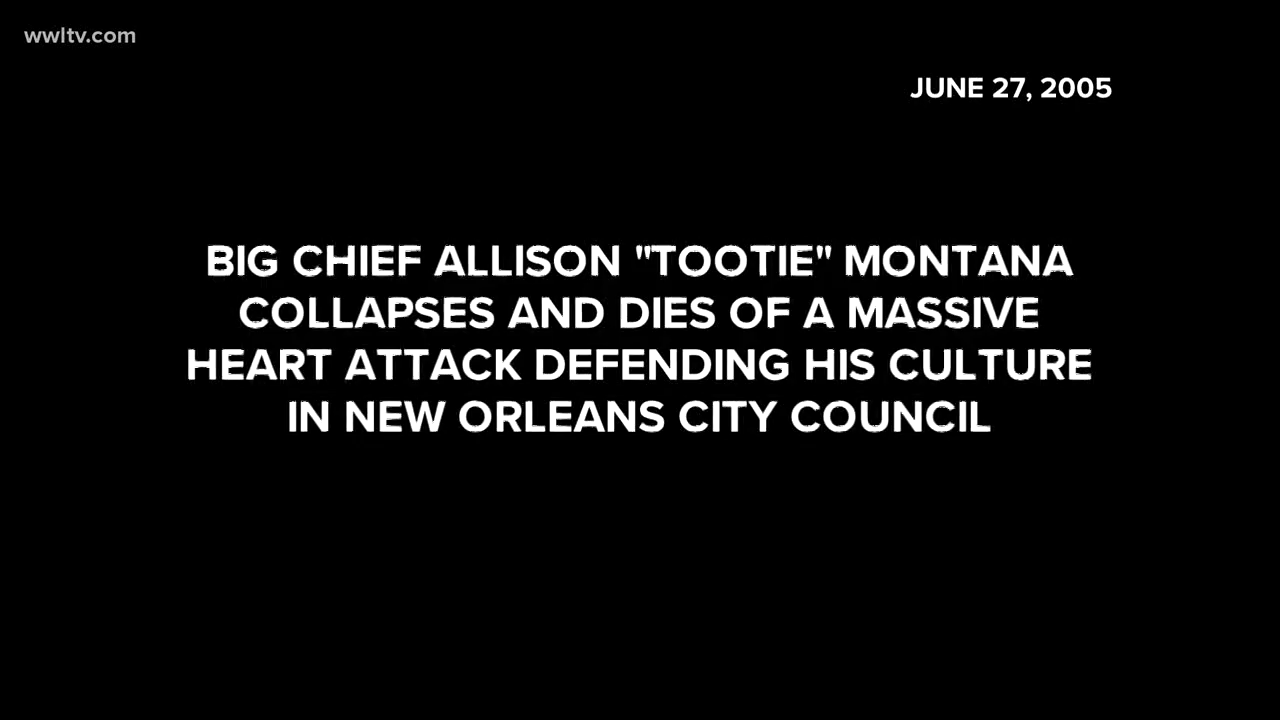 wwltv.com
JUNE 27, 2005
BIG CHIEF ALLISON "TOOTIE" MONTANA
COLLAPSES AND DIES OF A MASSIVE
HEART ATTACK DEFENDING HIS CULTURE
IN NEW ORLEANS CITY COUNCIL